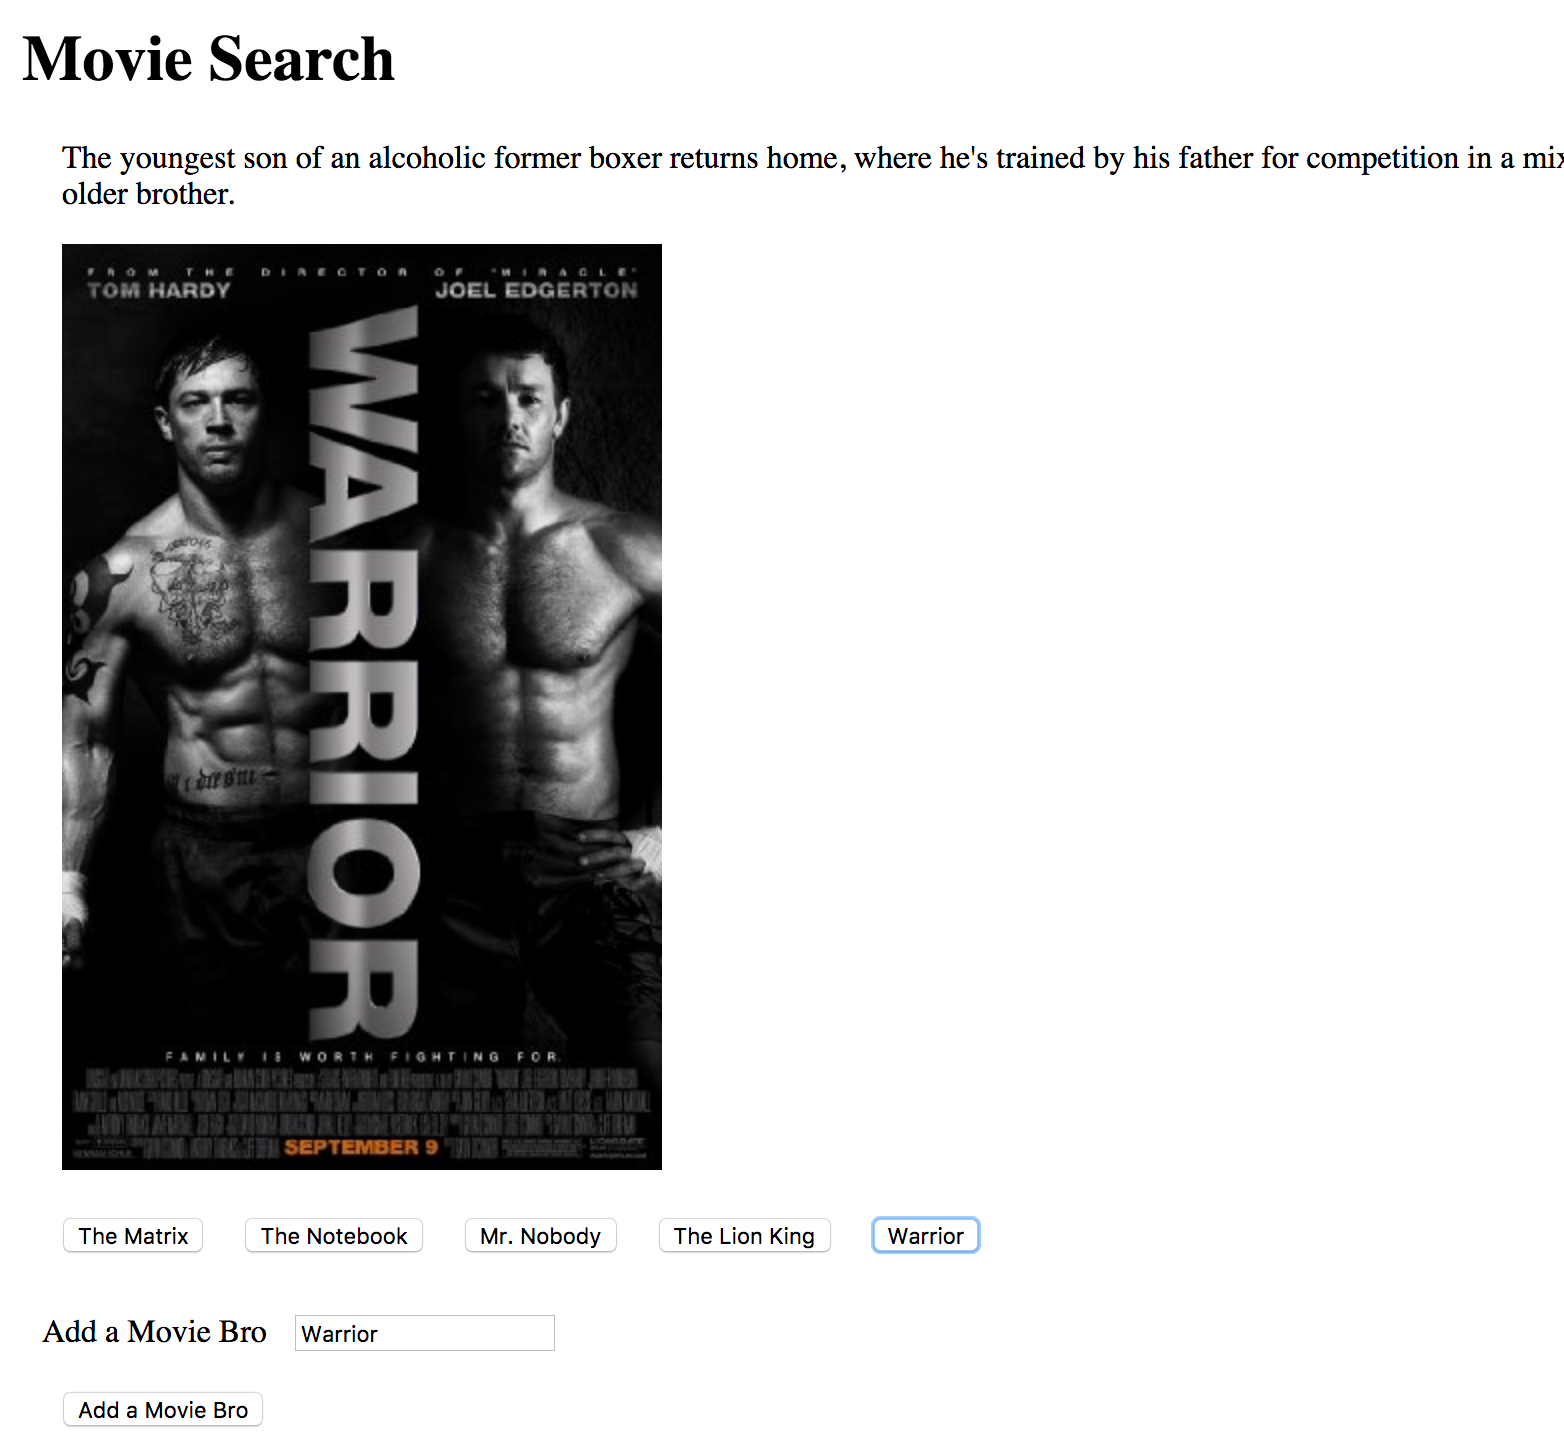 Movie Search
The youngest son of an alcoholic former boxer returns home, where he's trained by his father for competition in a mix
older brother.
FROM THE DIRECTOR OF "MIRACLE"
TOM HARDY JOEL EDGERTON
WARRIOR
FAMILY IS WORTH FIGHTING FOR.
SEPTEMBER 9
The Matrix The Notebook Mr. Nobody The Lion King Warrior
Add a Movie Bro Warrior
Add a Movie Bro